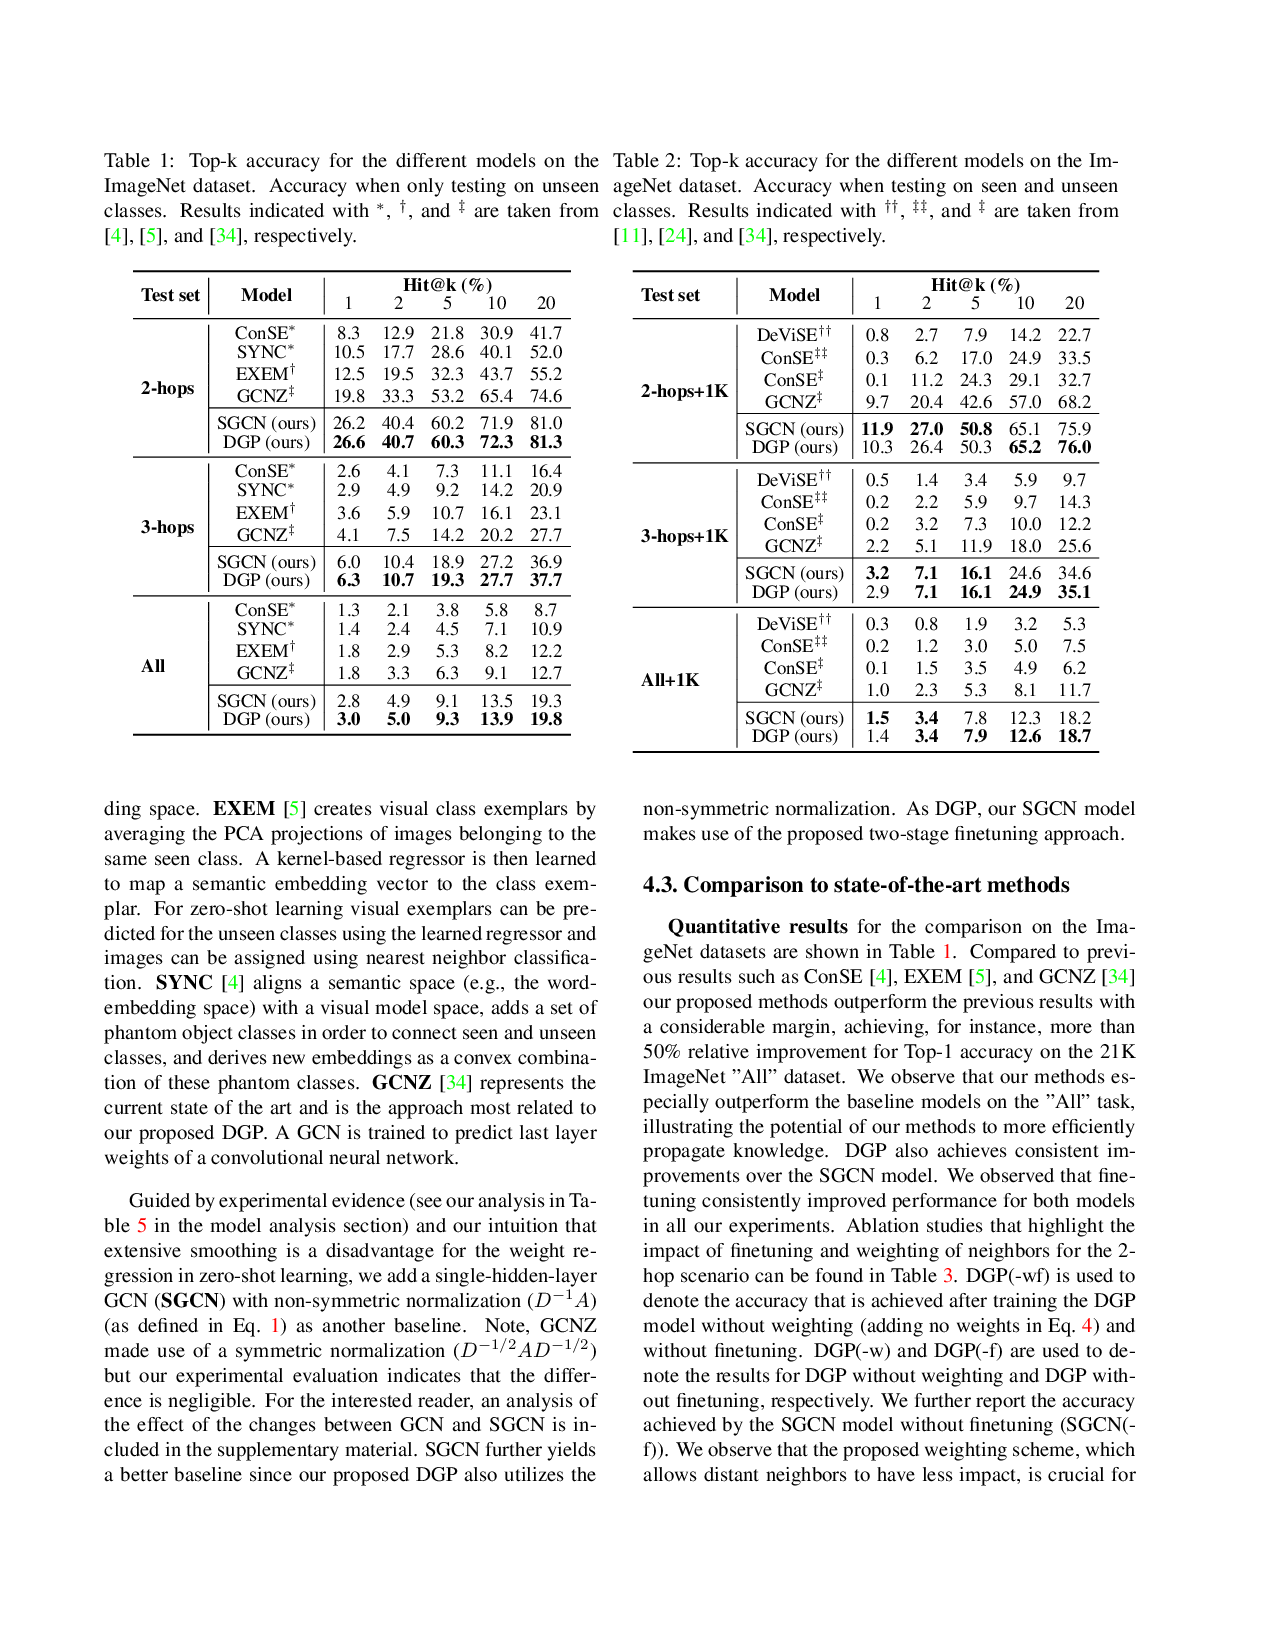 Table 1: Top-k accuracy for the different models on the
ImageNet dataset. Accuracy when only testing on unseen
classes. Results indicated with *, †, and ‡ are taken from
[4], [5], and [34], respectively.
Test set Model Hit@k (%)
1 2 5 10 20
2-hops
ConSE* 8.3 12.9 21.8 30.9 41.7
SYNC* 10.5 17.7 28.6 40.1 52.0
EXEM† 12.5 19.5 32.3 43.7 55.2
GCNZ‡ 19.8 33.3 53.2 65.4 74.6
SGCN (ours) 26.2 40.4 60.2 71.9 81.0
DGP (ours) 26.6 40.7 60.3 72.3 81.3
3-hops
ConSE* 2.6 4.1 7.3 11.1 16.4
SYNC* 2.9 4.9 9.2 14.2 20.9
EXEM† 3.6 5.9 10.7 16.1 23.1
GCNZ‡ 4.1 7.5 14.2 20.2 27.7
SGCN (ours) 6.0 10.4 18.9 27.2 36.9
DGP (ours) 6.3 10.7 19.3 27.7 37.7
All
ConSE* 1.3 2.1 3.8 5.8 8.7
SYNC* 1.4 2.4 4.5 7.1 10.9
EXEM† 1.8 2.9 5.3 8.2 12.2
GCNZ‡ 1.8 3.3 6.3 9.1 12.7
SGCN (ours) 2.8 4.9 9.1 13.5 19.3
DGP (ours) 3.0 5.0 9.3 13.9 19.8
Table 2: Top-k accuracy for the different models on the Im-
ageNet dataset. Accuracy when testing on seen and unseen
classes. Results indicated with ††, ‡‡, and ‡ are taken from
[11], [24], and [34], respectively.
Test set Model Hit@k (%)
1 2 5 10 20
2-hops+1K
DeViSE†† 0.8 2.7 7.9 14.2 22.7
ConSE‡‡ 0.3 6.2 17.0 24.9 33.5
ConSE‡ 0.1 11.2 24.3 29.1 32.7
GCNZ‡ 9.7 20.4 42.6 57.0 68.2
SGCN (ours) 11.9 27.0 50.8 65.1 75.9
DGP (ours) 10.3 26.4 50.3 65.2 76.0
3-hops+1K
DeViSE†† 0.5 1.4 3.4 5.9 9.7
ConSE‡‡ 0.2 2.2 5.9 9.7 14.3
ConSE‡ 0.2 3.2 7.3 10.0 12.2
GCNZ‡ 2.2 5.1 11.9 18.0 25.6
SGCN (ours) 3.2 7.1 16.1 24.6 34.6
DGP (ours) 2.9 7.1 16.1 24.9 35.1
All+1K
DeViSE†† 0.3 0.8 1.9 3.2 5.3
ConSE‡‡ 0.2 1.2 3.0 5.0 7.5
ConSE‡ 0.1 1.5 3.5 4.9 6.2
GCNZ‡ 1.0 2.3 5.3 8.1 11.7
SGCN (ours) 1.5 3.4 7.8 12.3 18.2
DGP (ours) 1.4 3.4 7.9 12.6 18.7
ding space. EXEM [5] creates visual class exemplars by
averaging the PCA projections of images belonging to the
same seen class. A kernel-based regressor is then learned
to map a semantic embedding vector to the class exem-
plar. For zero-shot learning visual exemplars can be pre-
dicted for the unseen classes using the learned regressor and
images can be assigned using nearest neighbor classifica-
tion. SYNC [4] aligns a semantic space (e.g., the word-
embedding space) with a visual model space, adds a set of
phantom object classes in order to connect seen and unseen
classes, and derives new embeddings as a convex combina-
tion of these phantom classes. GCNZ [34] represents the
current state of the art and is the approach most related to
our proposed DGP. A GCN is trained to predict last layer
weights of a convolutional neural network.
Guided by experimental evidence (see our analysis in Ta-
ble 5 in the model analysis section) and our intuition that
extensive smoothing is a disadvantage for the weight re-
gression in zero-shot learning, we add a single-hidden-layer
GCN (SGCN) with non-symmetric normalization (D⁻¹A)
(as defined in Eq. 1) as another baseline. Note, GCNZ
made use of a symmetric normalization (D^{-1/2}AD^{-1/2})
but our experimental evaluation indicates that the differ-
ence is negligible. For the interested reader, an analysis of
the effect of the changes between GCN and SGCN is in-
cluded in the supplementary material. SGCN further yields
a better baseline since our proposed DGP also utilizes the
non-symmetric normalization. As DGP, our SGCN model
makes use of the proposed two-stage finetuning approach.
4.3. Comparison to state-of-the-art methods
Quantitative results for the comparison on the Ima-
geNet datasets are shown in Table 1. Compared to previ-
ous results such as ConSE [4], EXEM [5], and GCNZ [34]
our proposed methods outperform the previous results with
a considerable margin, achieving, for instance, more than
50% relative improvement for Top-1 accuracy on the 21K
ImageNet ”All” dataset. We observe that our methods es-
pecially outperform the baseline models on the ”All” task,
illustrating the potential of our methods to more efficiently
propagate knowledge. DGP also achieves consistent im-
provements over the SGCN model. We observed that fine-
tuning consistently improved performance for both models
in all our experiments. Ablation studies that highlight the
impact of finetuning and weighting of neighbors for the 2-
hop scenario can be found in Table 3. DGP(-wf) is used to
denote the accuracy that is achieved after training the DGP
model without weighting (adding no weights in Eq. 4) and
without finetuning. DGP(-w) and DGP(-f) are used to de-
note the results for DGP without weighting and DGP with-
out finetuning, respectively. We further report the accuracy
achieved by the SGCN model without finetuning (SGCN(-
f)). We observe that the proposed weighting scheme, which
allows distant neighbors to have less impact, is crucial for